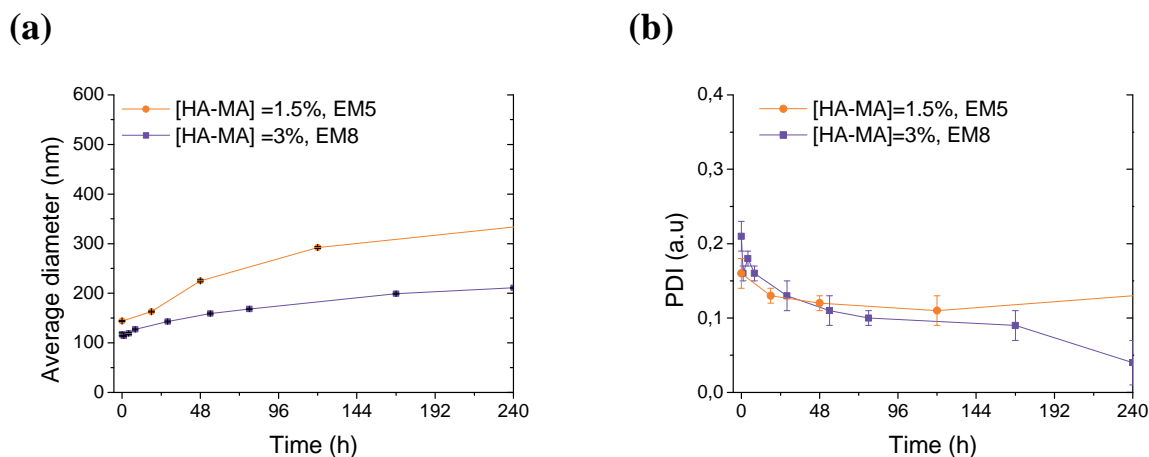 (a)
(b)
600
500
400
300
200
100
0
Average diameter (nm)
[HA-MA] =1.5%, EM5
[HA-MA] =3%, EM8
0 48 96 144 192 240
Time (h)
0,4
0,3
0,2
0,1
0,0
PDI (a.u)
[HA-MA]=1.5%, EM5
[HA-MA]=3%, EM8
0 48 96 144 192 240
Time (h)